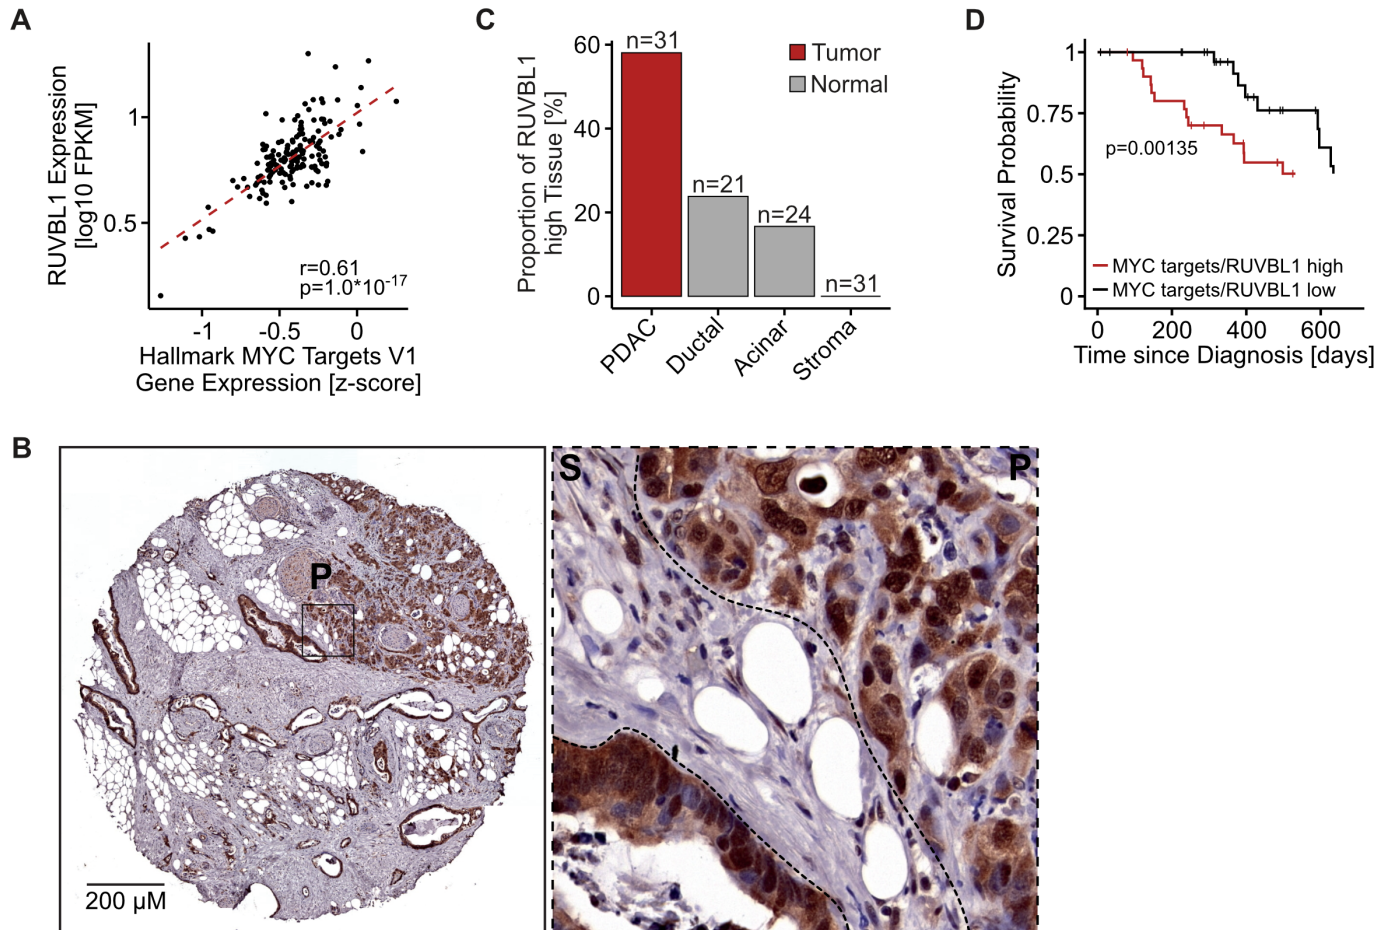 A
RUVBL1 Expression
[log10 FPKM]
1
0.5
r=0.61
p=1.0*10-17
-1
-0.5
0
Hallmark MYC Targets V1
Gene Expression [z-score]
C
Proportion of RUVBL1
high Tissue [%]
60
40
20
0
n=31
n=21
n=24
n=31
Tumor
Normal
PDAC
Ductal
Acinar
Stroma
D
Survival Probability
1
0.75
0.5
0.25
0
p=0.00135
MYC targets/RUVBL1 high
MYC targets/RUVBL1 low
0
200
400
600
Time since Diagnosis [days]
B
P
200 µM
S
P